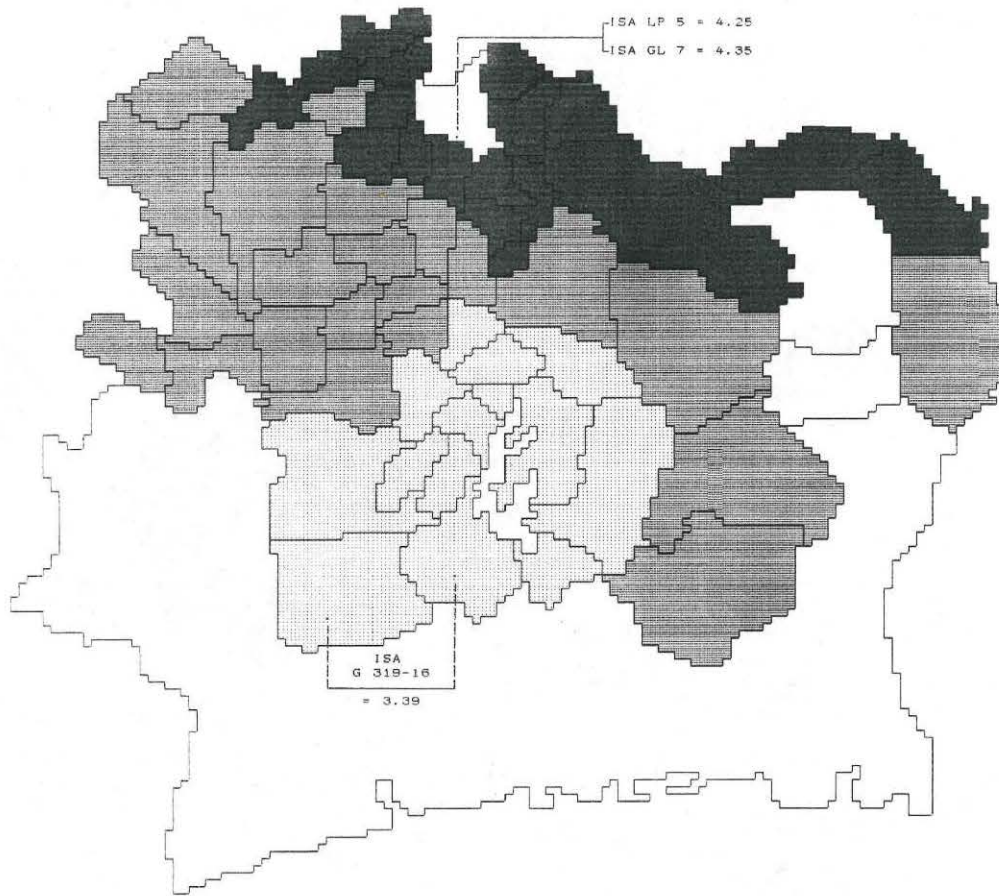 ISA LP 5 = 4.25
ISA GL 7 = 4.35
ISA
G 319-16
= 3.39